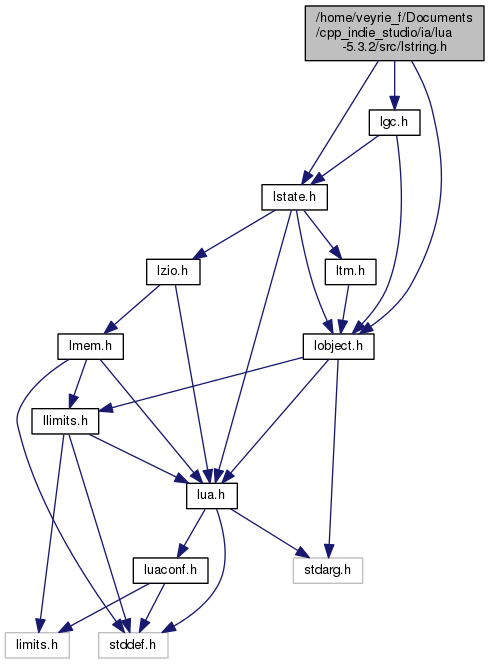 /home/veyrie_f/Documents
/cpp_indie_studio/ia/lua
-5.3.2/src/lstring.h
lgc.h
lstate.h
lzio.h
ltm.h
lmem.h
lobject.h
llimits.h
lua.h
luaconf.h
stdarg.h
limits.h
stddef.h